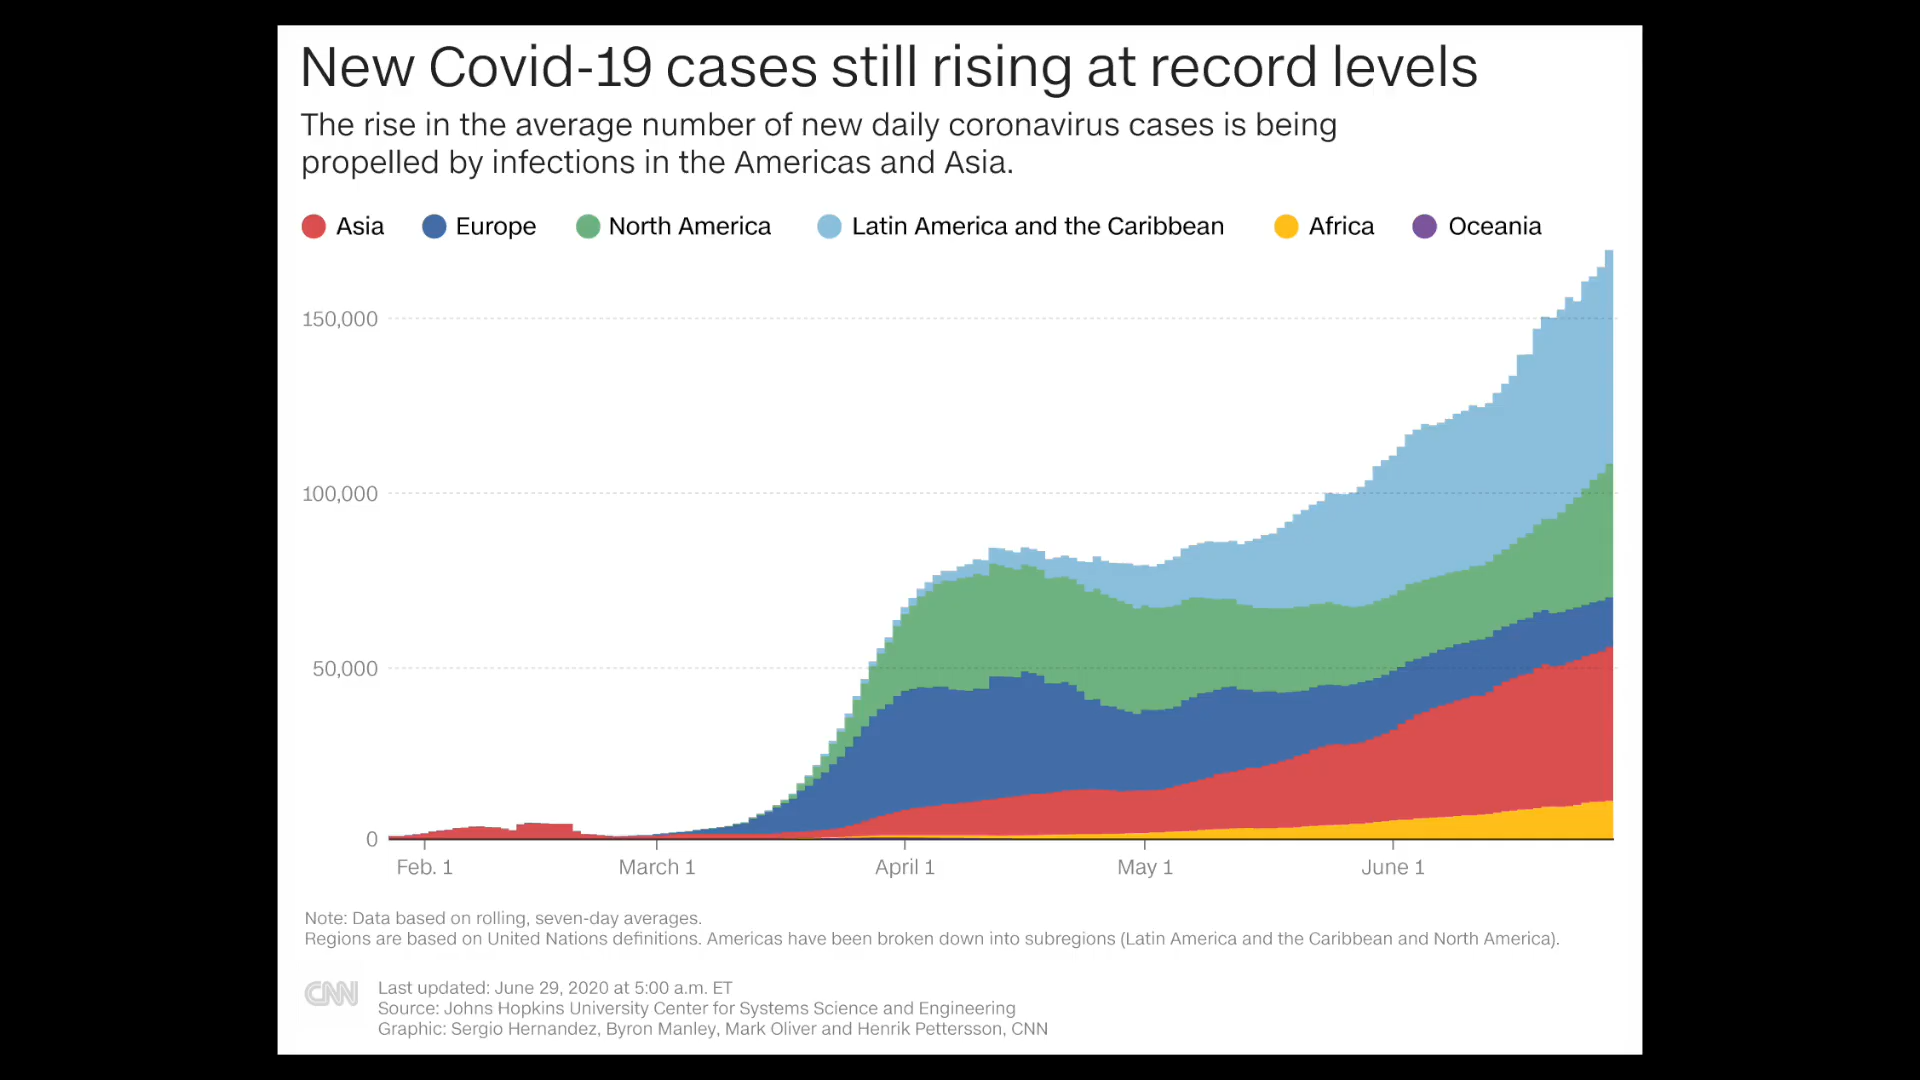 New Covid-19 cases still rising at record levels
The rise in the average number of new daily coronavirus cases is being
propelled by infections in the Americas and Asia.
Asia Europe North America Latin America and the Caribbean Africa Oceania
150,000
100,000
50,000
0
Feb. 1 March 1 April 1 May 1 June 1
Note: Data based on rolling, seven-day averages.
Regions are based on United Nations definitions. Americas have been broken down into subregions (Latin America and the Caribbean and North America).
CNN
Last updated: June 29, 2020 at 5:00 a.m. ET
Source: Johns Hopkins University Center for Systems Science and Engineering
Graphic: Sergio Hernandez, Byron Manley, Mark Oliver and Henrik Pettersson, CNN